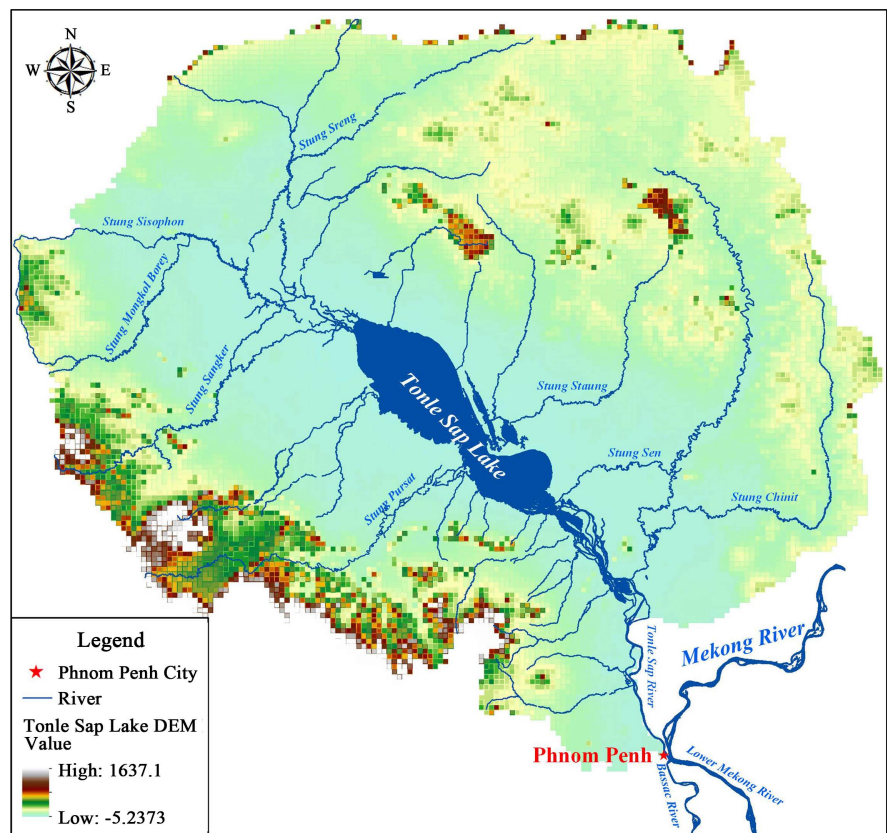 N
W E
S
Stung Sreng
Stung Sisophon
Stung Mongkol Borey
Stung Sangker
Tonle Sap Lake
Stung Staung
Stung Sen
Stung Pursat
Stung Chinit
Tonle Sap River
Mekong River
Phnom Penh
Lower Mekong River
Bassac River
Legend
Phnom Penh City
River
Tonle Sap Lake DEM
Value
High: 1637.1
Low: -5.2373